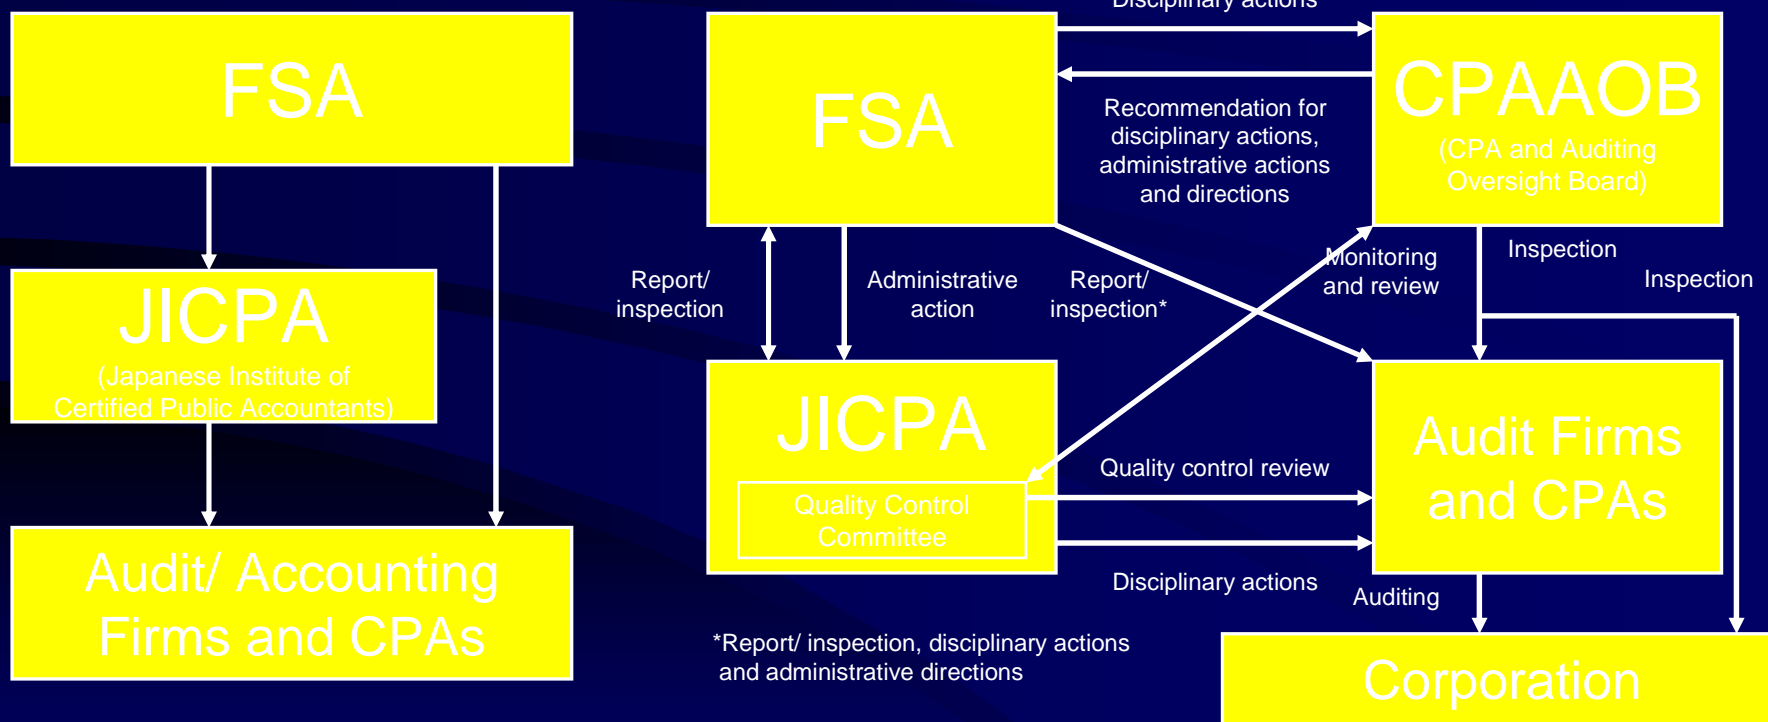 FSA
JICPA
(Japanese Institute of
Certified Public Accountants)
Audit/ Accounting
Firms and CPAs
Disciplinary actions
FSA
CPAAOB
(CPA and Auditing
Oversight Board)
Recommendation for
disciplinary actions,
administrative actions
and directions
Report/
inspection
Administrative
action
Report/
inspection*
Monitoring
and review
Inspection
Inspection
JICPA
Quality Control
Committee
Quality control review
Disciplinary actions
Audit Firms
and CPAs
Auditing
*Report/ inspection, disciplinary actions
and administrative directions
Corporation